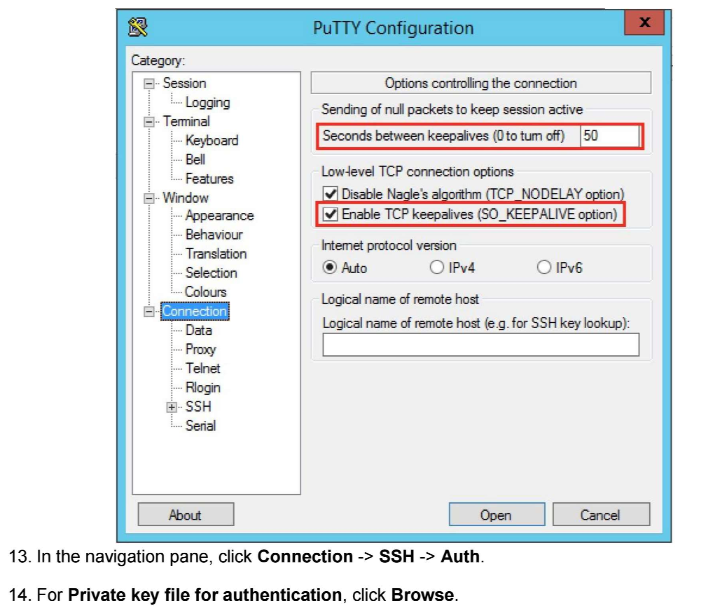 PuTTY Configuration
x
Category:
Session
Logging
Terminal
Keyboard
Bell
Features
Window
Appearance
Behaviour
Translation
Selection
Colours
Connection
Data
Proxy
Telnet
Rlogin
SSH
Serial
Options controlling the connection
Sending of null packets to keep session active
Seconds between keepalives (0 to turn off) 50
Low-level TCP connection options
Disable Nagle's algorithm (TCP_NODELAY option)
Enable TCP keepalives (SO_KEEPALIVE option)
Internet protocol version
Auto IPv4 IPv6
Logical name of remote host
Logical name of remote host (e.g. for SSH key lookup):
About Open Cancel
13. In the navigation pane, click Connection -> SSH -> Auth.
14. For Private key file for authentication, click Browse.